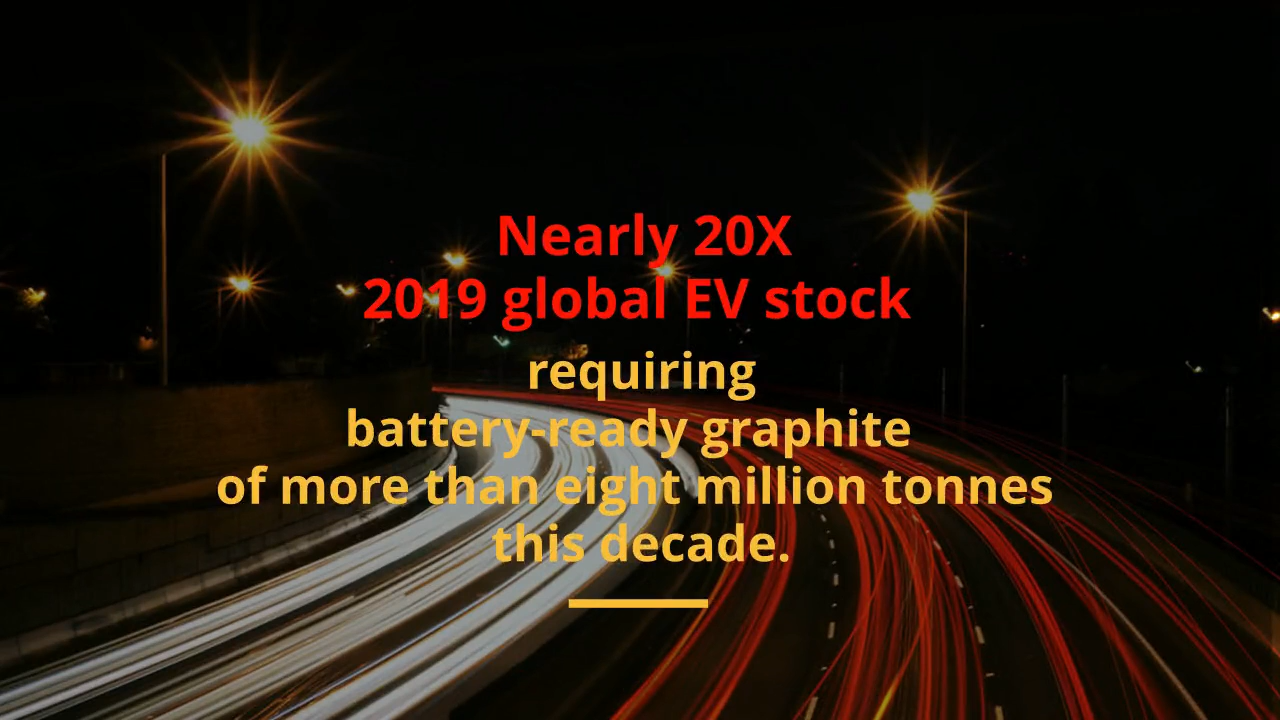 Nearly 20X
2019 global EV stock
requiring
battery-ready graphite
of more than eight million tonnes
this decade.